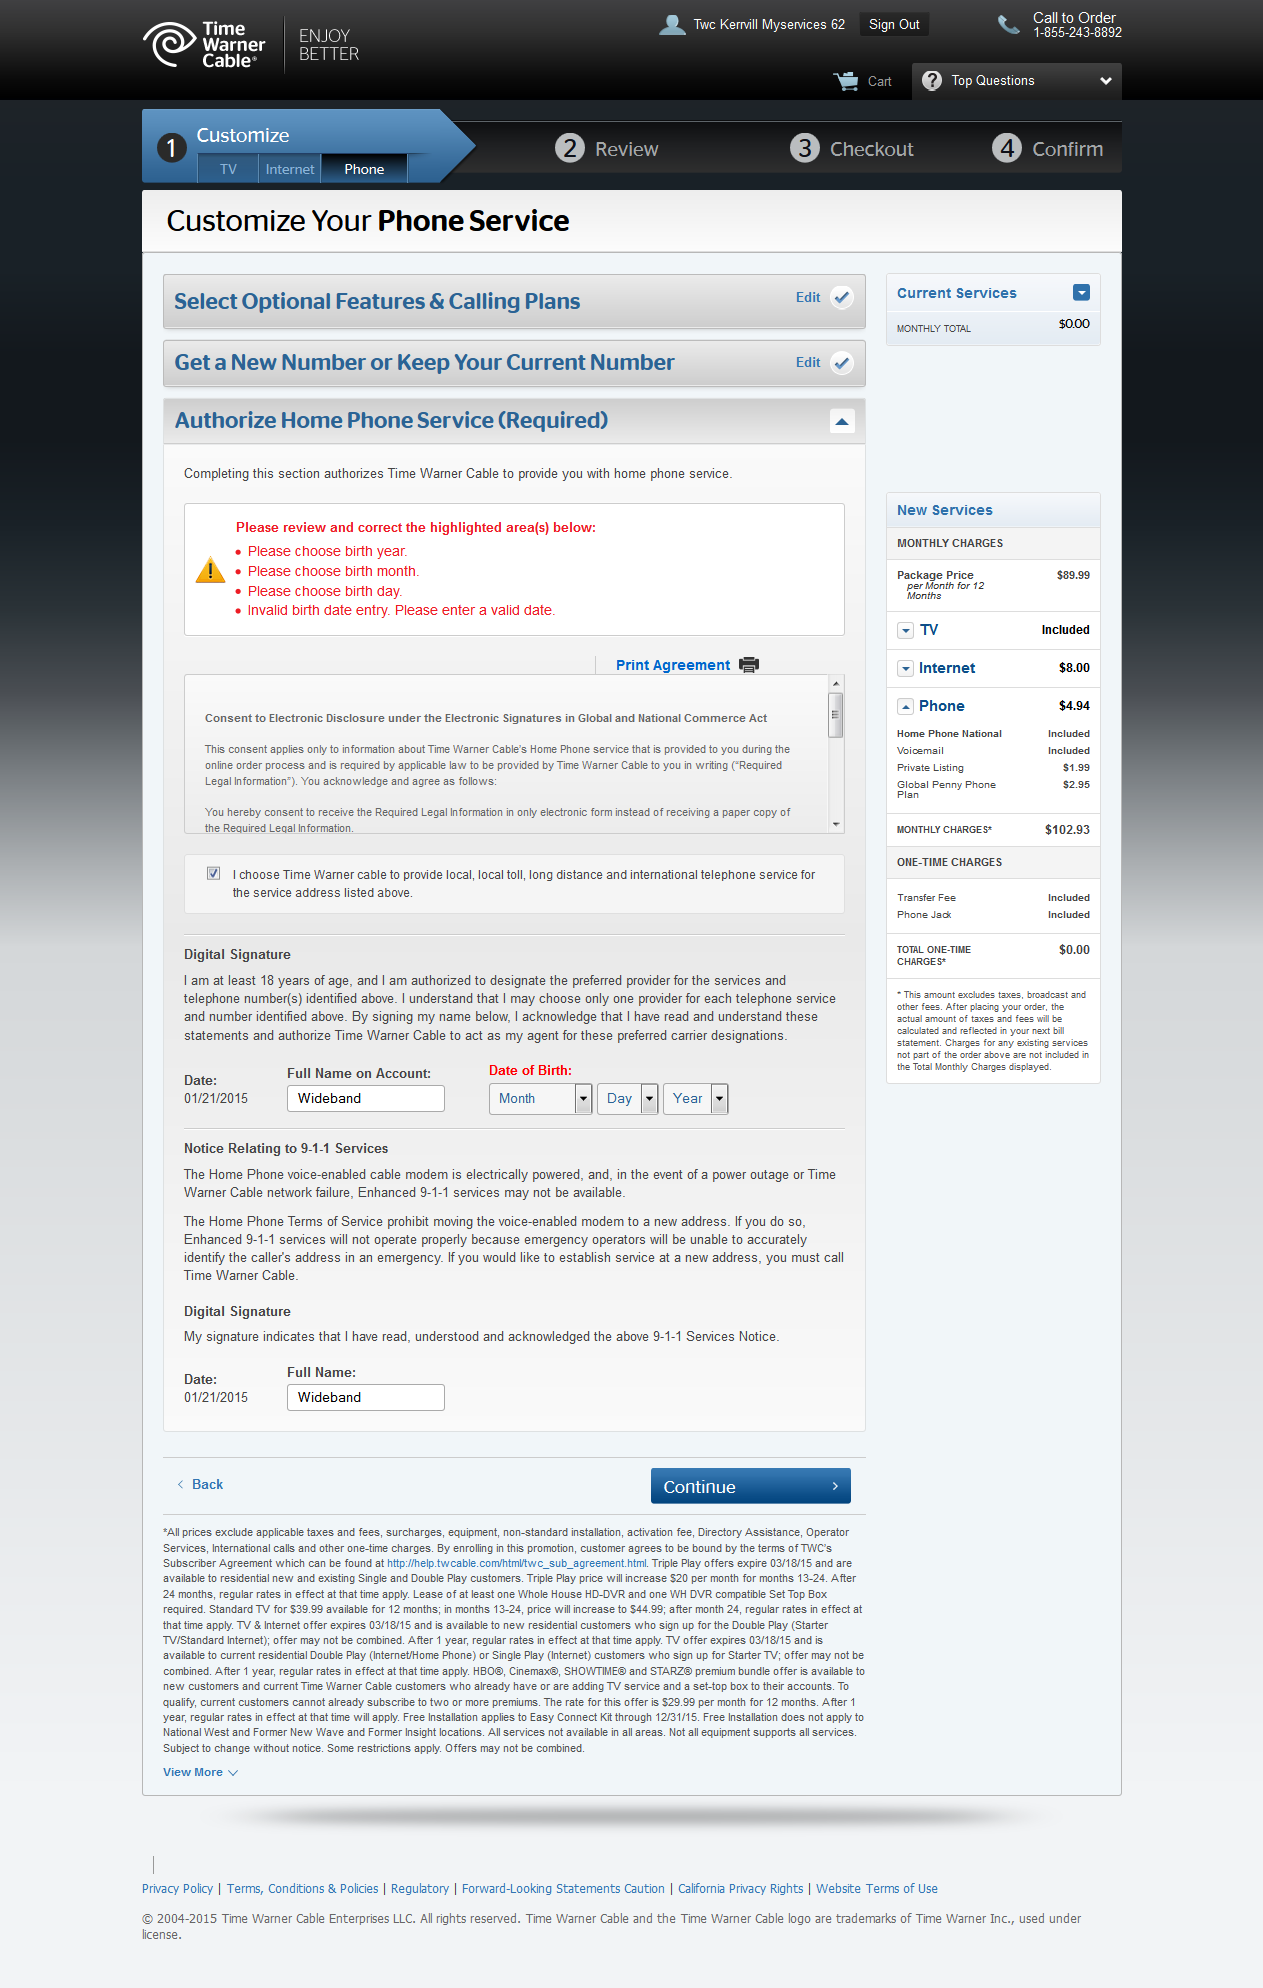 Time
Warner
Cable®
ENJOY
BETTER
Twc Kerrvill Myservices 62
Sign Out
Call to Order
1-855-243-8892
Cart
? Top Questions
1 Customize
TV Internet Phone
2 Review
3 Checkout
4 Confirm
Customize Your Phone Service
Select Optional Features & Calling Plans Edit
Get a New Number or Keep Your Current Number Edit
Authorize Home Phone Service (Required)
Completing this section authorizes Time Warner Cable to provide you with home phone service.
Please review and correct the highlighted area(s) below:
• Please choose birth year.
• Please choose birth month.
• Please choose birth day.
• Invalid birth date entry. Please enter a valid date.
Print Agreement
Consent to Electronic Disclosure under the Electronic Signatures in Global and National Commerce Act
This consent applies only to information about Time Warner Cable's Home Phone service that is provided to you during the
online order process and is required by applicable law to be provided by Time Warner Cable to you in writing (“Required
Legal Information”). You acknowledge and agree as follows:
You hereby consent to receive the Required Legal Information in only electronic form instead of receiving a paper copy of
the Required Legal Information.
I choose Time Warner cable to provide local, local toll, long distance and international telephone service for
the service address listed above.
Digital Signature
I am at least 18 years of age, and I am authorized to designate the preferred provider for the services and
telephone number(s) identified above. I understand that I may choose only one provider for each telephone service
and number identified above. By signing my name below, I acknowledge that I have read and understand these
statements and authorize Time Warner Cable to act as my agent for these preferred carrier designations.
Date:
01/21/2015
Full Name on Account:
Wideband
Date of Birth:
Month Day Year
Notice Relating to 9-1-1 Services
The Home Phone voice-enabled cable modem is electrically powered, and, in the event of a power outage or Time
Warner Cable network failure, Enhanced 9-1-1 services may not be available.
The Home Phone Terms of Service prohibit moving the voice-enabled modem to a new address. If you do so,
Enhanced 9-1-1 services will not operate properly because emergency operators will be unable to accurately
identify the caller's address in an emergency. If you would like to establish service at a new address, you must call
Time Warner Cable.
Digital Signature
My signature indicates that I have read, understood and acknowledged the above 9-1-1 Services Notice.
Date:
01/21/2015
Full Name:
Wideband
Back
Continue
Current Services
MONTHLY TOTAL $0.00
New Services
MONTHLY CHARGES
Package Price $89.99
per Month for 12
Months
TV Included
Internet $8.00
Phone $4.94
Home Phone National Included
Voicemail Included
Private Listing $1.99
Global Penny Phone $2.95
Plan
MONTHLY CHARGES* $102.93
ONE-TIME CHARGES
Transfer Fee Included
Phone Jack Included
TOTAL ONE-TIME $0.00
CHARGES*
* This amount excludes taxes, broadcast and
other fees. After placing your order, the
actual amount of taxes and fees will be
calculated and reflected in your next bill
statement. Charges for any existing services
not part of the order above are not included in
the Total Monthly Charges displayed.
*All prices exclude applicable taxes and fees, surcharges, equipment, non-standard installation, activation fee, Directory Assistance, Operator
Services, International calls and other one-time charges. By enrolling in this promotion, customer agrees to be bound by the terms of TWC's
Subscriber Agreement which can be found at http://help.twcable.com/html/twc_sub_agreement.html. Triple Play offers expire 03/18/15 and are
available to residential new and existing Single and Double Play customers. Triple Play price will increase $20 per month for months 13-24. After
24 months, regular rates in effect at that time apply. Lease of at least one Whole House HD-DVR and one WH DVR compatible Set Top Box
required. Standard TV for $39.99 available for 12 months; in months 13-24, price will increase to $44.99; after month 24, regular rates in effect at
that time apply. TV & Internet offer expires 03/18/15 and is available to new residential customers who sign up for the Double Play (Starter
TV/Standard Internet); offer may not be combined. After 1 year, regular rates in effect at that time apply. TV offer expires 03/18/15 and is
available to current residential Double Play (Internet/Home Phone) or Single Play (Internet) customers who sign up for Starter TV; offer may not be
combined. After 1 year, regular rates in effect at that time apply. HBO®, Cinemax®, SHOWTIME® and STARZ® premium bundle offer is available to
new customers and current Time Warner Cable customers who already have or are adding TV service and a set-top box to their accounts. To
qualify, current customers cannot already subscribe to two or more premiums. The rate for this offer is $29.99 per month for 12 months. After 1
year, regular rates in effect at that time will apply. Free Installation applies to Easy Connect Kit through 12/31/15. Free Installation does not apply to
National West and Former New Wave and Former Insight locations. All services not available in all areas. Not all equipment supports all services.
Subject to change without notice. Some restrictions apply. Offers may not be combined.
View More
Privacy Policy | Terms, Conditions & Policies | Regulatory | Forward-Looking Statements Caution | California Privacy Rights | Website Terms of Use
© 2004-2015 Time Warner Cable Enterprises LLC. All rights reserved. Time Warner Cable and the Time Warner Cable logo are trademarks of Time Warner Inc., used under
license.